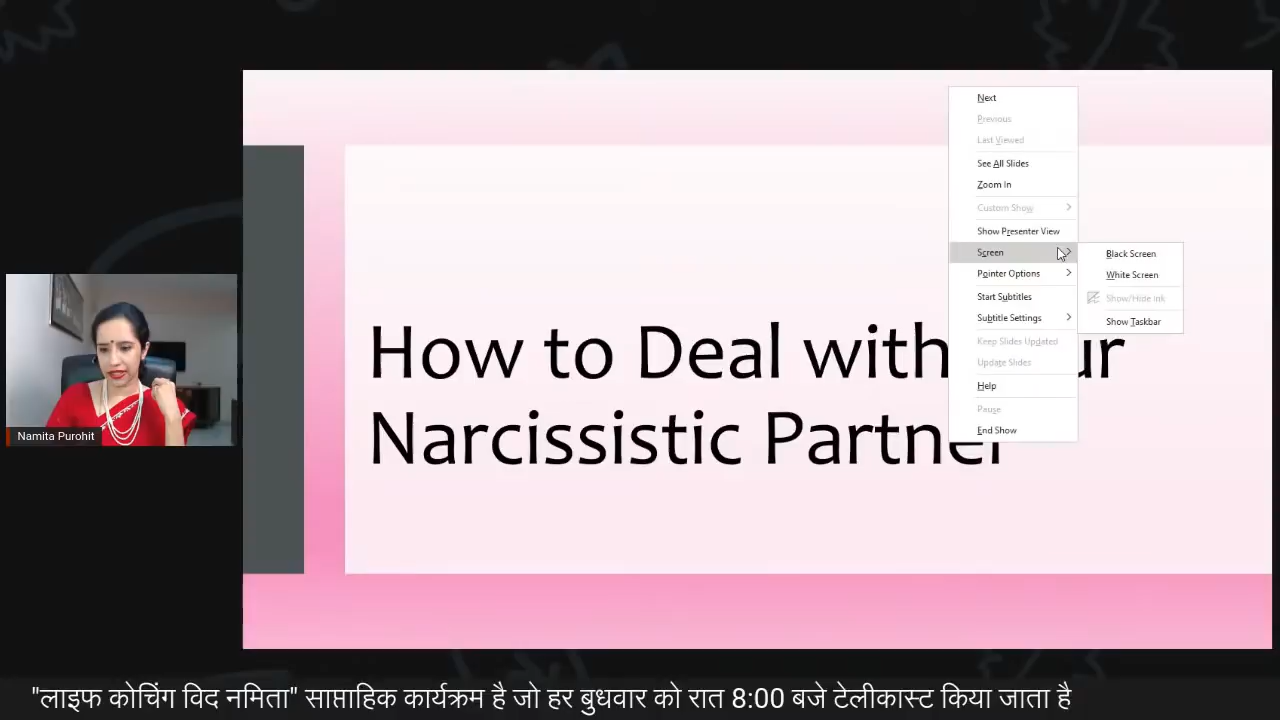 Next
Previous
Last Viewed
See All Slides
Zoom In
Custom Show
Show Presenter View
Screen
Pointer Options
Start Subtitles
Subtitle Settings
Keep Slides Updated
Update Slides
Help
Pause
End Show
Black Screen
White Screen
Show/Hide Ink
Show Taskbar
How to Deal with ur
Narcissistic Partner
Namita Purohit
"लाइफ कोचिंग विद नमिता" साप्ताहिक कार्यक्रम है जो हर बुधवार को रात 8:00 बजे टेलीकास्ट किया जाता है